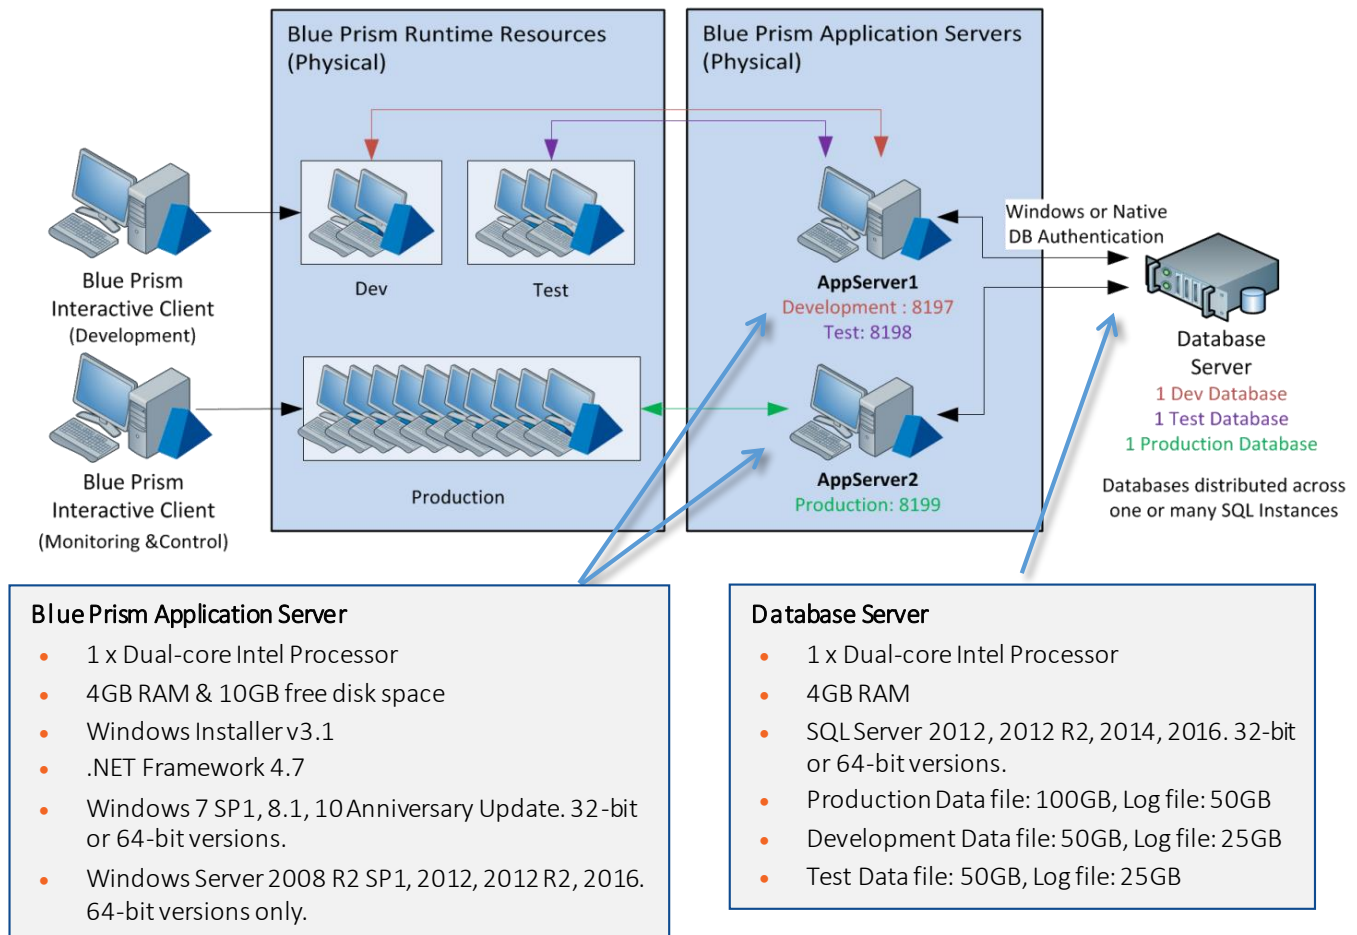 Blue Prism Runtime Resources
(Physical)
Blue Prism Application Servers
(Physical)
Blue Prism
Interactive Client
(Development)
Dev
Test
AppServer1
Development : 8197
Test: 8198
Windows or Native
DB Authentication
Database
Server
1 Dev Database
1 Test Database
1 Production Database
Databases distributed across
one or many SQL Instances
Blue Prism
Interactive Client
(Monitoring &Control)
Production
AppServer2
Production: 8199
Blue Prism Application Server
• 1 x Dual-core Intel Processor
• 4GB RAM & 10GB free disk space
• Windows Installer v3.1
• .NET Framework 4.7
• Windows 7 SP1, 8.1, 10 Anniversary Update. 32-bit
or 64-bit versions.
• Windows Server 2008 R2 SP1, 2012, 2012 R2, 2016.
64-bit versions only.
Database Server
• 1 x Dual-core Intel Processor
• 4GB RAM
• SQL Server 2012, 2012 R2, 2014, 2016. 32-bit
or 64-bit versions.
• Production Data file: 100GB, Log file: 50GB
• Development Data file: 50GB, Log file: 25GB
• Test Data file: 50GB, Log file: 25GB